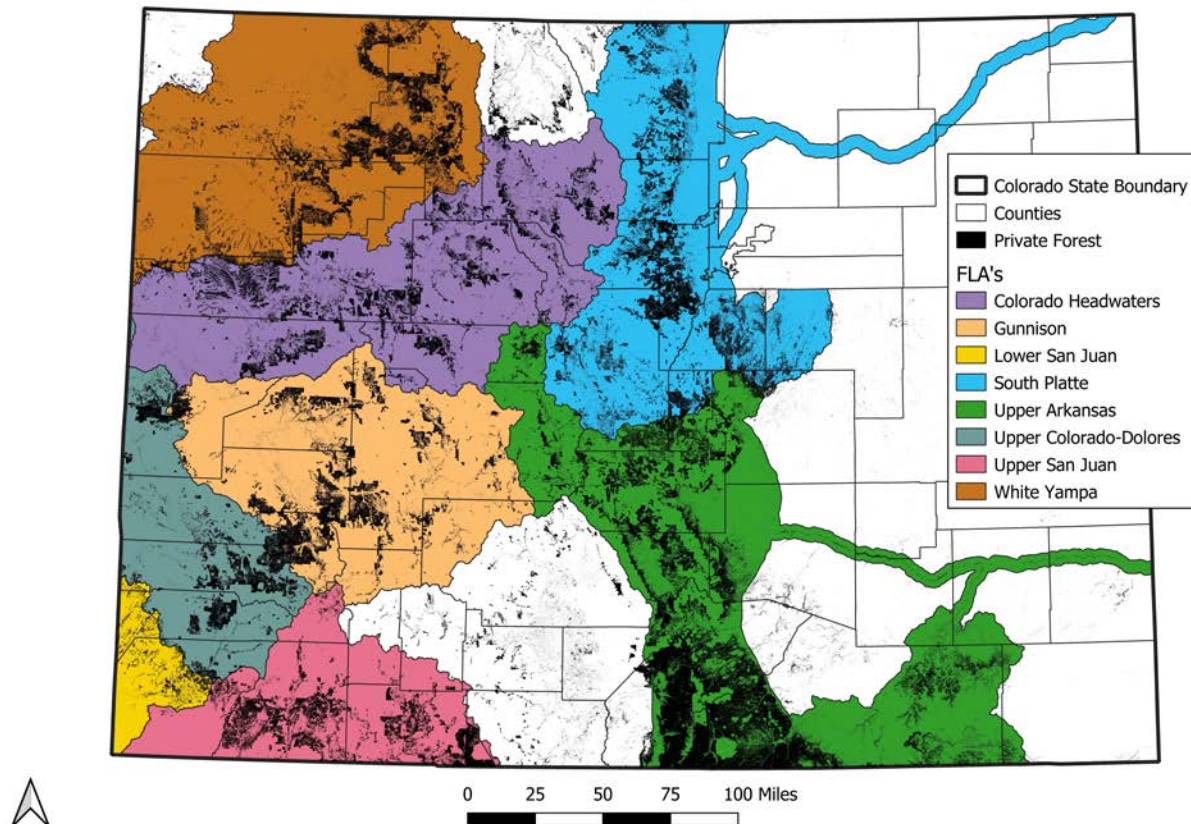 Colorado State Boundary
Counties
Private Forest
FLA's
Colorado Headwaters
Gunnison
Lower San Juan
South Platte
Upper Arkansas
Upper Colorado-Dolores
Upper San Juan
White Yampa
0 25 50 75 100 Miles